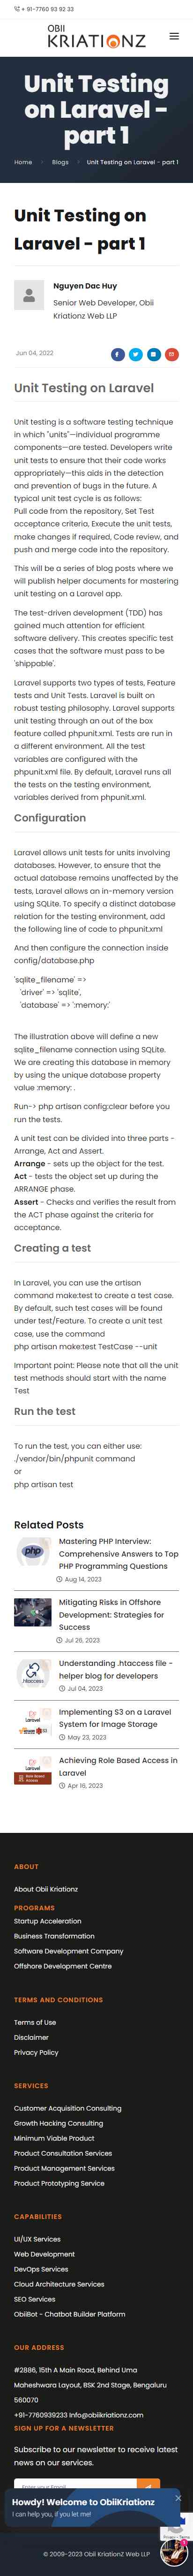 + 91-7760 93 92 33
OBII
KRIATIONZ
Unit Testing
on Laravel -
part 1
Home
Blogs
Unit Testing on Laravel - part 1
Unit Testing on
Laravel - part 1
Nguyen Dac Huy
Senior Web Developer, Obii
Kriationz Web LLP
Jun 04, 2022
Unit Testing on Laravel
Unit testing is a software testing technique
in which "units"—individual programme
components—are tested. Developers write
unit tests to ensure that their code works
appropriately—this aids in the detection
and prevention of bugs in the future. A
typical unit test cycle is as follows:
Pull code from the repository, Set Test
acceptance criteria, Execute the unit tests,
make changes if required, Code review, and
push and merge code into the repository.
This will be a series of blog posts where we
will publish helper documents for mastering
unit testing on a Laravel app.
The test-driven development (TDD) has
gained much attention for efficient
software delivery. This creates specific test
cases that the software must pass to be
'shippable'.
Laravel supports two types of tests, Feature
tests and Unit Tests. Laravel is built on
robust testing philosophy. Laravel supports
unit testing through an out of the box
feature called phpunit.xml. Tests are run in
a different environment. All the test
variables are configured with the
phpunit.xml file. By default, Laravel runs all
the tests on the testing environment,
variables derived from phpunit.xml.
Configuration
Laravel allows unit tests for units involving
databases. However, to ensure that the
actual database remains unaffected by the
tests, Laravel allows an in-memory version
using SQLite. To specify a distinct database
relation for the testing environment, add
the following line of code to phpunit.xml
And then configure the connection inside
config/database.php
'sqlite_filename' =>
'driver' => 'sqlite',
'database' => ':memory:'
The illustration above will define a new
sqlite_filename connection using SQLite.
We are creating this database in memory
by using the unique database property
value :memory: .
Run-> php artisan config:clear before you
run the tests.
A unit test can be divided into three parts -
Arrange, Act and Assert.
Arrange - sets up the object for the test.
Act - tests the object set up during the
ARRANGE phase.
Assert - Checks and verifies the result from
the ACT phase against the criteria for
acceptance.
Creating a test
In Laravel, you can use the artisan
command make:test to create a test case.
By default, such test cases will be found
under test/Feature. To create a unit test
case, use the command
php artisan make:test TestCase --unit
Important point: Please note that all the unit
test methods should start with the name
Test
Run the test
To run the test, you can either use:
./vendor/bin/phpunit command
or
php artisan test
Related Posts
Mastering PHP Interview:
Comprehensive Answers to Top
PHP Programming Questions
Aug 14, 2023
Mitigating Risks in Offshore
Development: Strategies for
Success
Jul 26, 2023
Understanding .htaccess file -
helper blog for developers
Jul 04, 2023
Implementing S3 on a Laravel
System for Image Storage
May 23, 2023
Achieving Role Based Access in
Laravel
Apr 16, 2023
ABOUT
About Obii Kriationz
PROGRAMS
Startup Acceleration
Business Transformation
Software Development Company
Offshore Development Centre
TERMS AND CONDITIONS
Terms of Use
Disclaimer
Privacy Policy
SERVICES
Customer Acquisition Consulting
Growth Hacking Consulting
Minimum Viable Product
Product Consultation Services
Product Management Services
Product Prototyping Service
CAPABILITIES
UI/UX Services
Web Development
DevOps Services
Cloud Architecture Services
SEO Services
ObiiBot - Chatbot Builder Platform
OUR ADDRESS
#2886, 15th A Main Road, Behind Uma
Maheshwara Layout, BSK 2nd Stage, Bengaluru
560070
+91-7760939233 Info@obiikriationz.com
SIGN UP FOR A NEWSLETTER
Subscribe to our newsletter to receive latest
news on our services.
Enter your Email
Howdy! Welcome to ObiiKriationz
I can help you, if you let me!
© 2009-2023 Obii KriationZ Web LLP